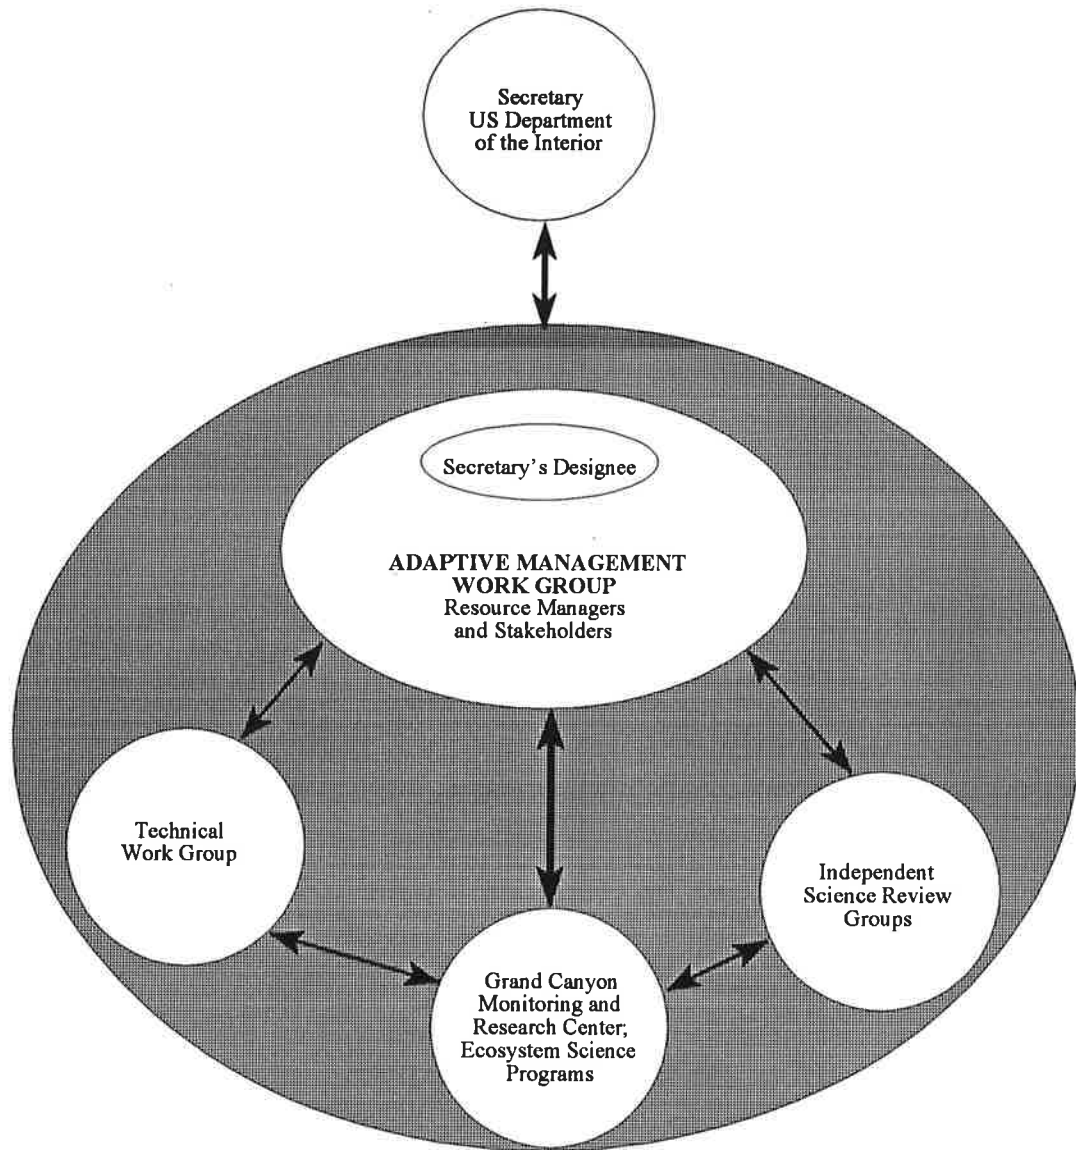 Secretary
US Department
of the Interior
Secretary's Designee
ADAPTIVE MANAGEMENT
WORK GROUP
Resource Managers
and Stakeholders
Technical
Work Group
Independent
Science Review
Groups
Grand Canyon
Monitoring and
Research Center;
Ecosystem Science
Programs